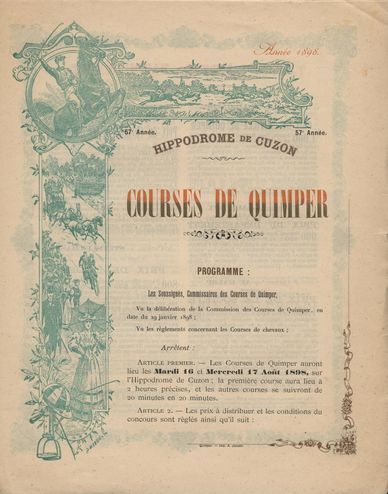 Année 1898.
57e Année. 57e Année.
HIPPODROME DE CUZON
COURSES DE QUIMPER
PROGRAMME :
Les Soussignés, Commissaires des Courses de Quimper,
Vu la délibération de la Commission des Courses de Quimper, en
date du 29 janvier 1898 ;
Vu les règlements concernant les Courses de chevaux ;
Arrêtent :
ARTICLE PREMIER. — Les Courses de Quimper auront
lieu les Mardi 16 et Mercredi 17 Août 1898, sur
l'Hippodrome de Cuzon ; la première course aura lieu à
2 heures précises, et les autres courses se suivront de
20 minutes en 20 minutes.
ARTICLE 2. — Les prix à distribuer et les conditions du
concours sont réglés ainsi qu'il suit :